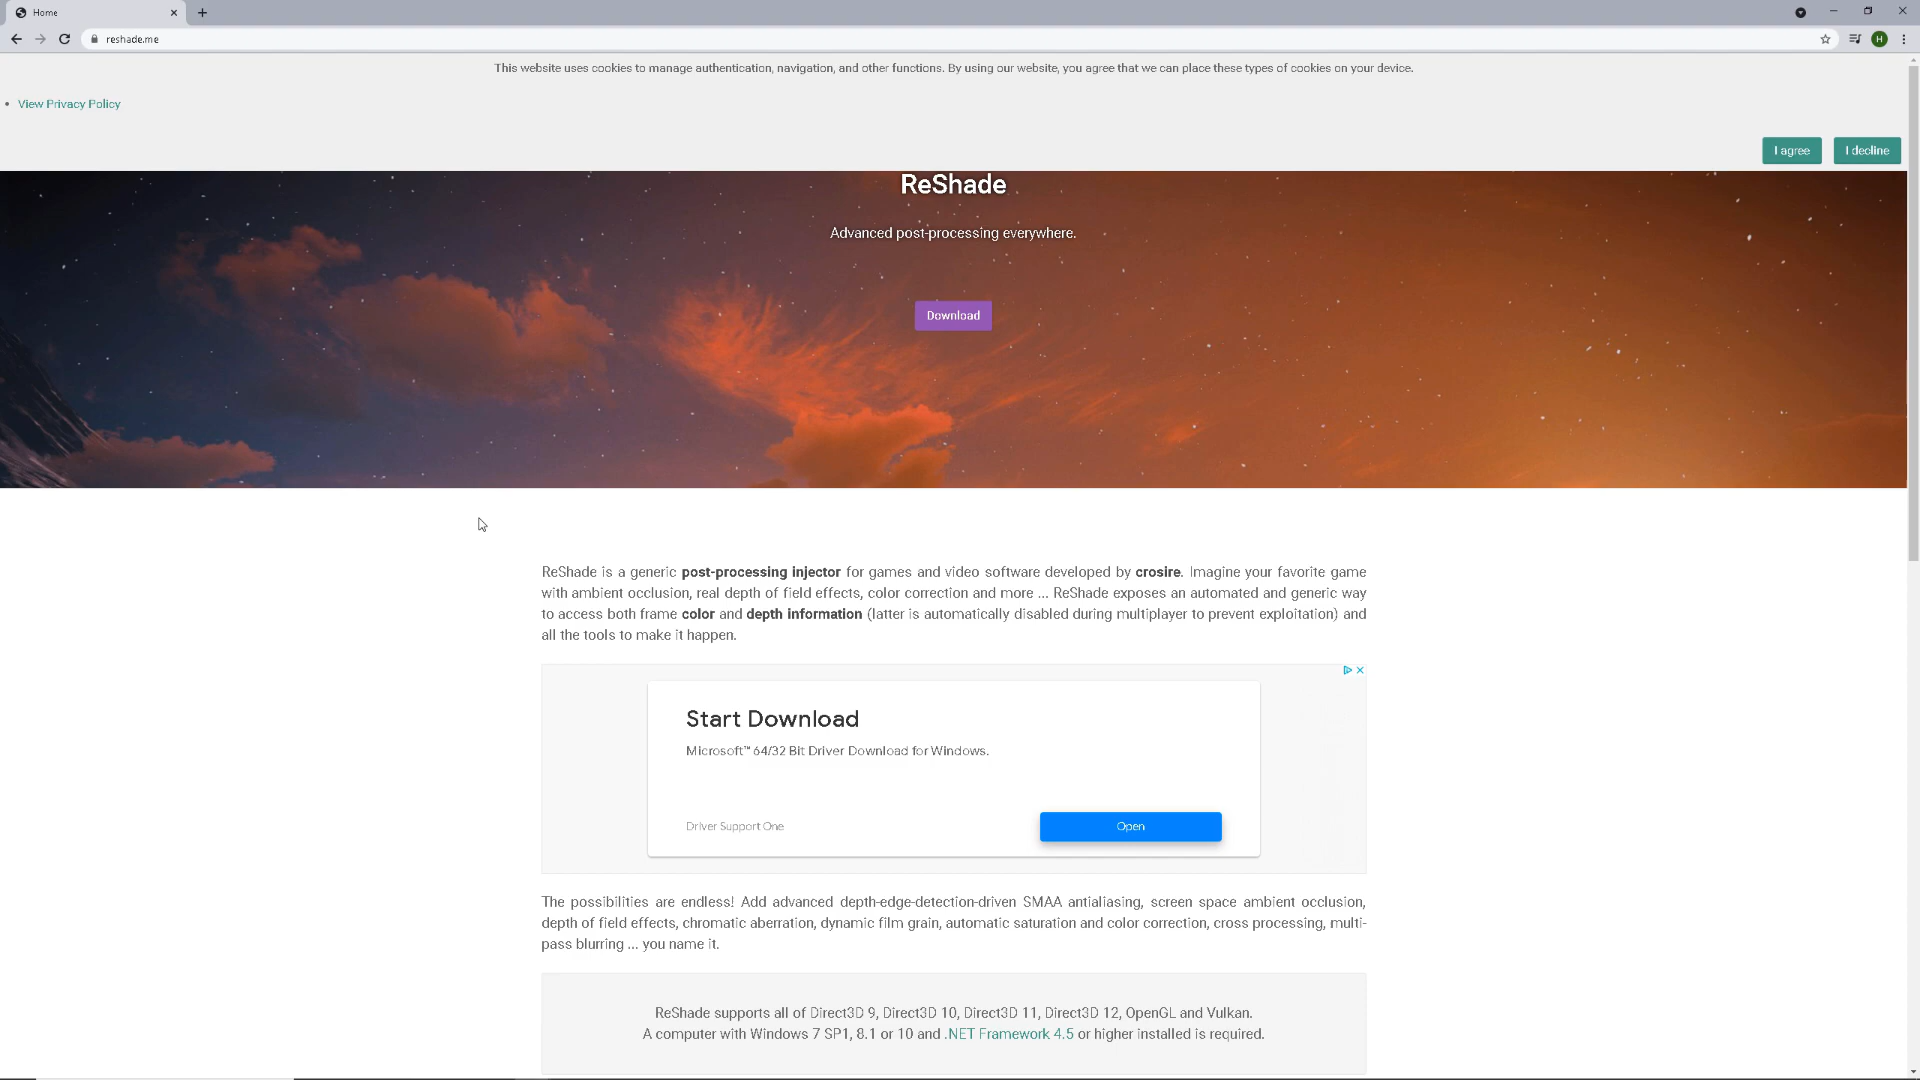 Home
reshade.me
H
This website uses cookies to manage authentication, navigation, and other functions. By using our website, you agree that we can place these types of cookies on your device.
• View Privacy Policy
I agree
I decline
ReShade
Advanced post-processing everywhere.
Download
ReShade is a generic post-processing injector for games and video software developed by crosire. Imagine your favorite game
with ambient occlusion, real depth of field effects, color correction and more ... ReShade exposes an automated and generic way
to access both frame color and depth information (latter is automatically disabled during multiplayer to prevent exploitation) and
all the tools to make it happen.
Start Download
Microsoft™ 64/32 Bit Driver Download for Windows.
Driver Support One
Open
The possibilities are endless! Add advanced depth-edge-detection-driven SMAA antialiasing, screen space ambient occlusion,
depth of field effects, chromatic aberration, dynamic film grain, automatic saturation and color correction, cross processing, multi-
pass blurring ... you name it.
ReShade supports all of Direct3D 9, Direct3D 10, Direct3D 11, Direct3D 12, OpenGL and Vulkan.
A computer with Windows 7 SP1, 8.1 or 10 and .NET Framework 4.5 or higher installed is required.